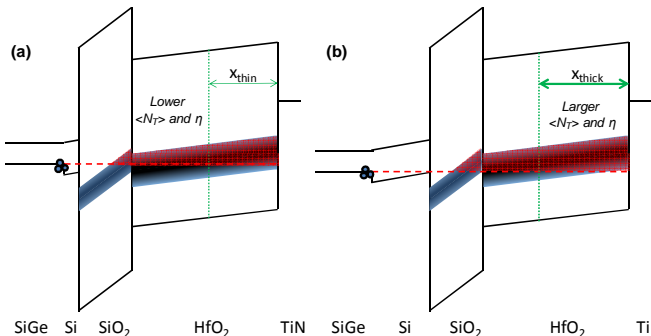 (a)
x_thin
Lower
<N_T> and η
SiGe Si SiO₂ HfO₂ TiN
(b)
x_thick
Larger
<N_T> and η
SiGe Si SiO₂ HfO₂ Ti